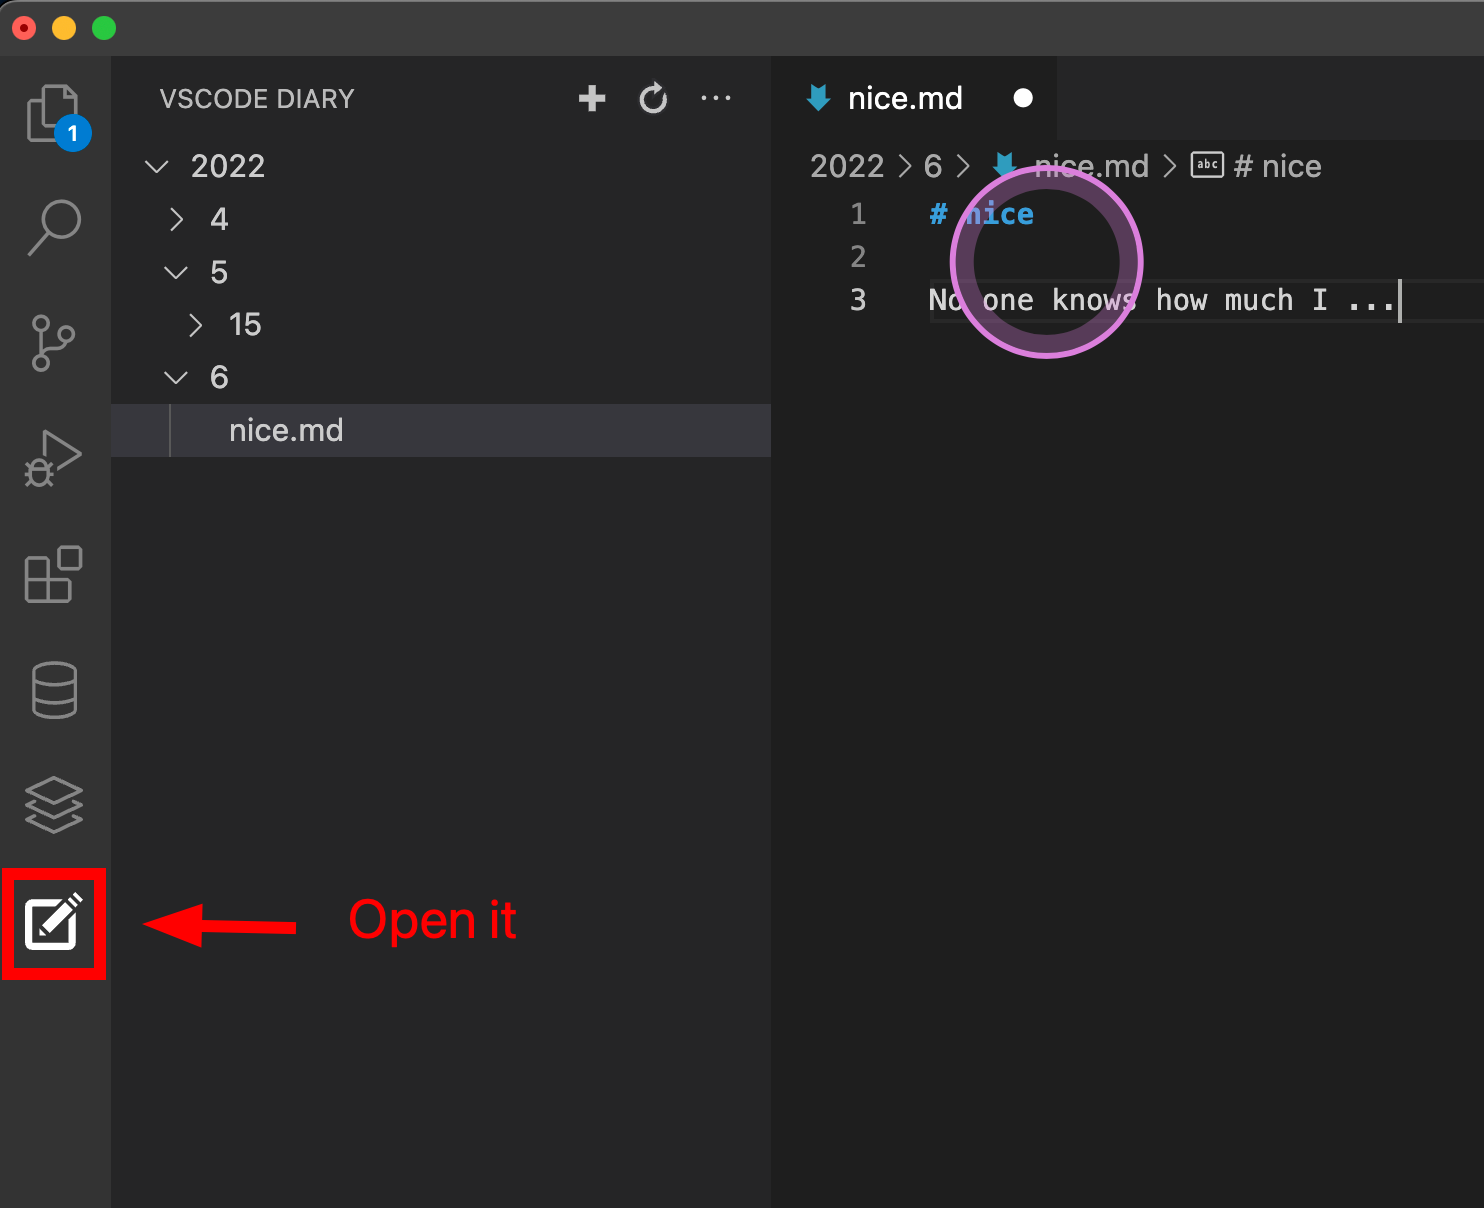 VSCODE DIARY
1
2022
4
5
15
6
nice.md
Open it
nice.md
2022 > 6 > nice.md > abc # nice
1 # nice
2
3 No one knows how much I ...